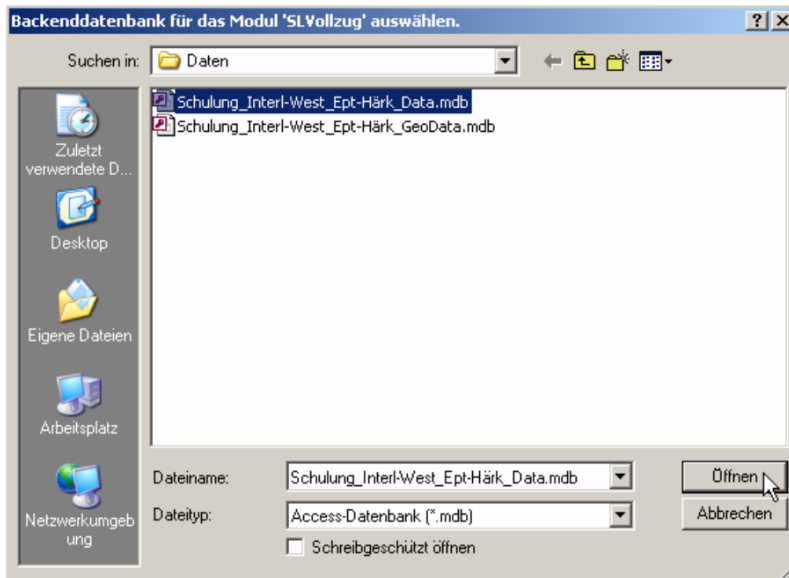 Backenddatenbank für das Modul 'SLVollzug' auswählen.
Suchen in:
Daten
Schulung_Interl-West_Ept-Härk_Data.mdb
Schulung_Interl-West_Ept-Härk_GeoData.mdb
Zuletzt
verwendete D...
Desktop
Eigene Dateien
Arbeitsplatz
Netzwerkumgeb
ung
Dateiname:
Schulung_Interl-West_Ept-Härk_Data.mdb
Öffnen
Dateityp:
Access-Datenbank (*.mdb)
Abbrechen
Schreibgeschützt öffnen